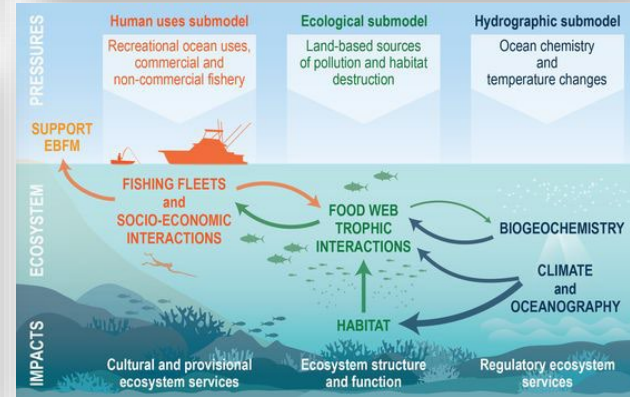 Human uses submodel
Ecological submodel
Hydrographic submodel
PRESSURES
Recreational ocean uses,
commercial and
non-commercial fishery
Land-based sources
of pollution and habitat
destruction
Ocean chemistry
and
temperature changes
SUPPORT
EBFM
ECOSYSTEM
FISHING FLEETS
and
SOCIO-ECONOMIC
INTERACTIONS
FOOD WEB
TROPHIC
INTERACTIONS
BIOGEOCHEMISTRY
CLIMATE
and
OCEANOGRAPHY
HABITAT
IMPACTS
Cultural and provisional
ecosystem services
Ecosystem structure
and function
Regulatory ecosystem
services